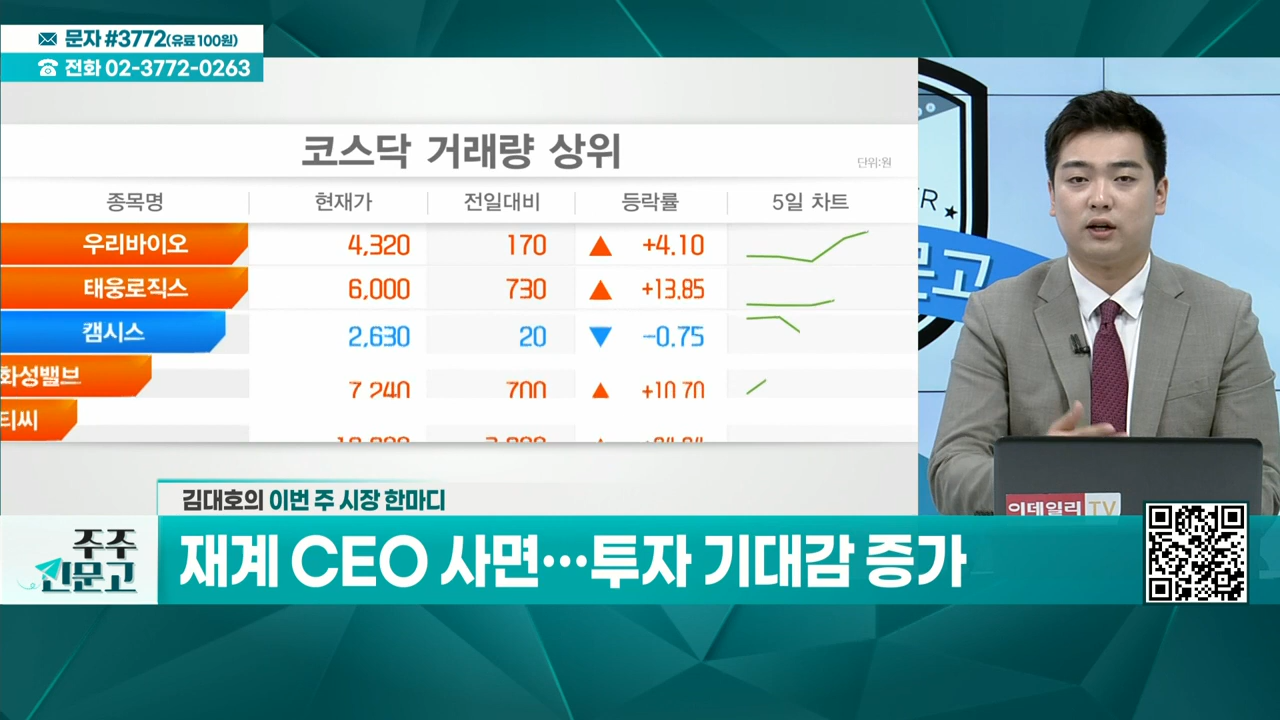 문자 #3772(유료 100원)
전화 02-3772-0263
코스닥 거래량 상위
단위:원
종목명 현재가 전일대비 등락률 5일 차트
우리바이오 4,320 170 ▲ +4.10
태웅로직스 6,000 730 ▲ +13.85
캠시스 2,630 20 ▼ -0.75
화성밸브 7,240 700 ▲ +10.70
티씨
문고
이데일리 TV
김대호의 이번 주 시장 한마디
주주
신문고
재계 CEO 사면…투자 기대감 증가